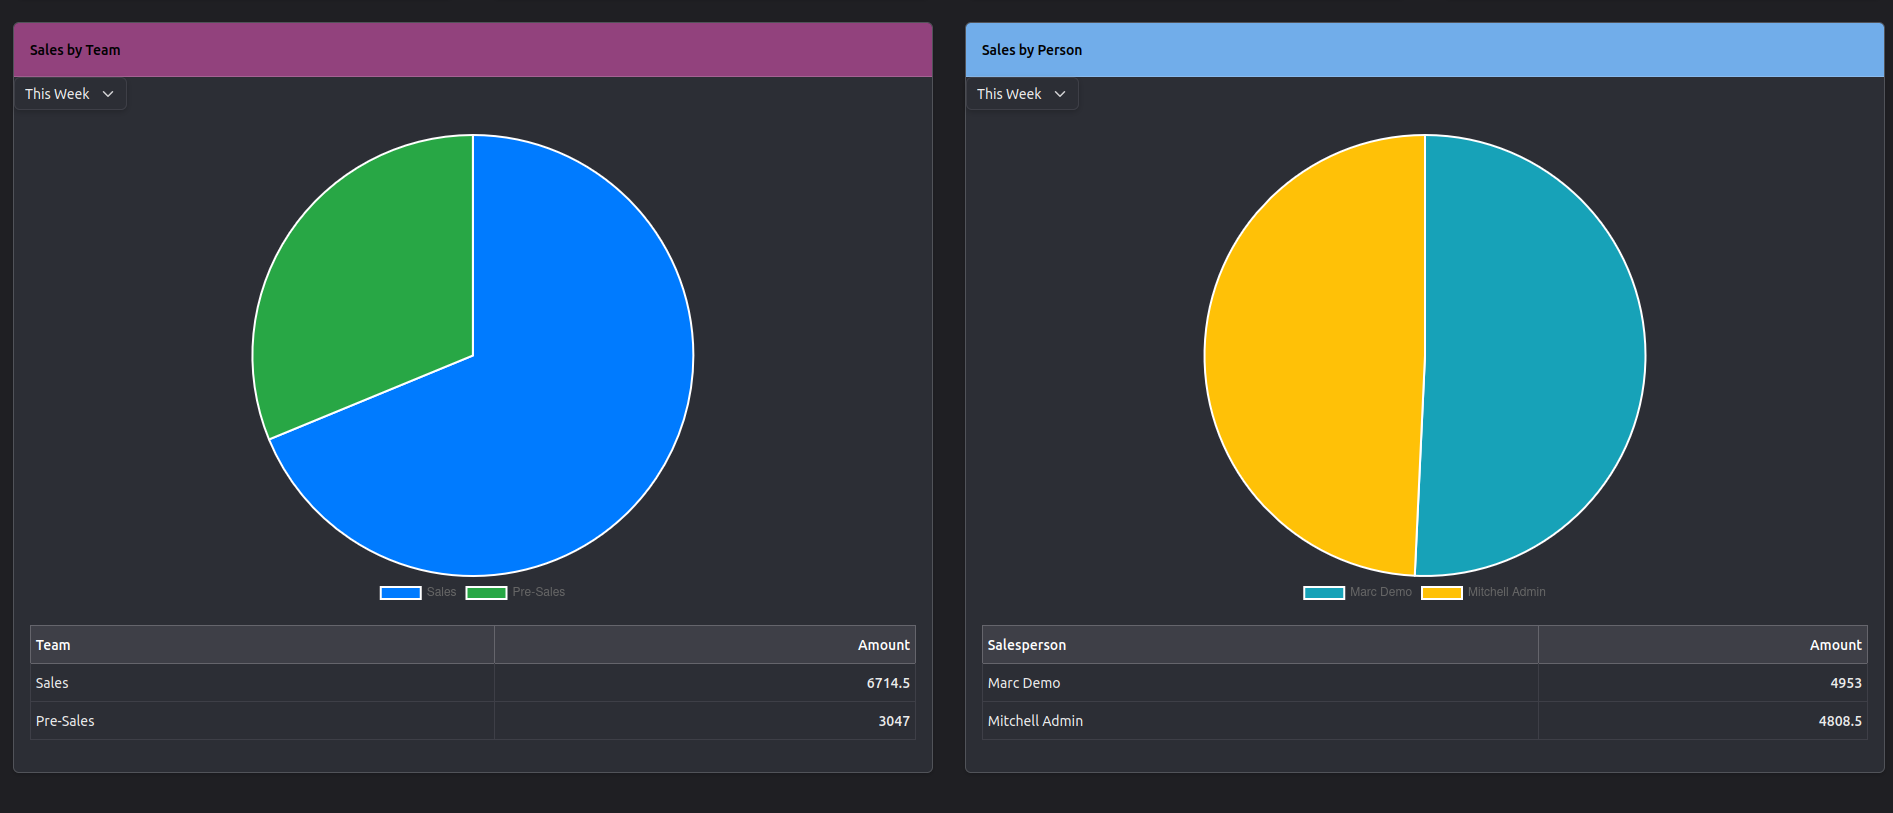 Sales by Team
This Week
Sales Pre-Sales
Team Amount
Sales 6714.5
Pre-Sales 3047
Sales by Person
This Week
Marc Demo Mitchell Admin
Salesperson Amount
Marc Demo 4953
Mitchell Admin 4808.5